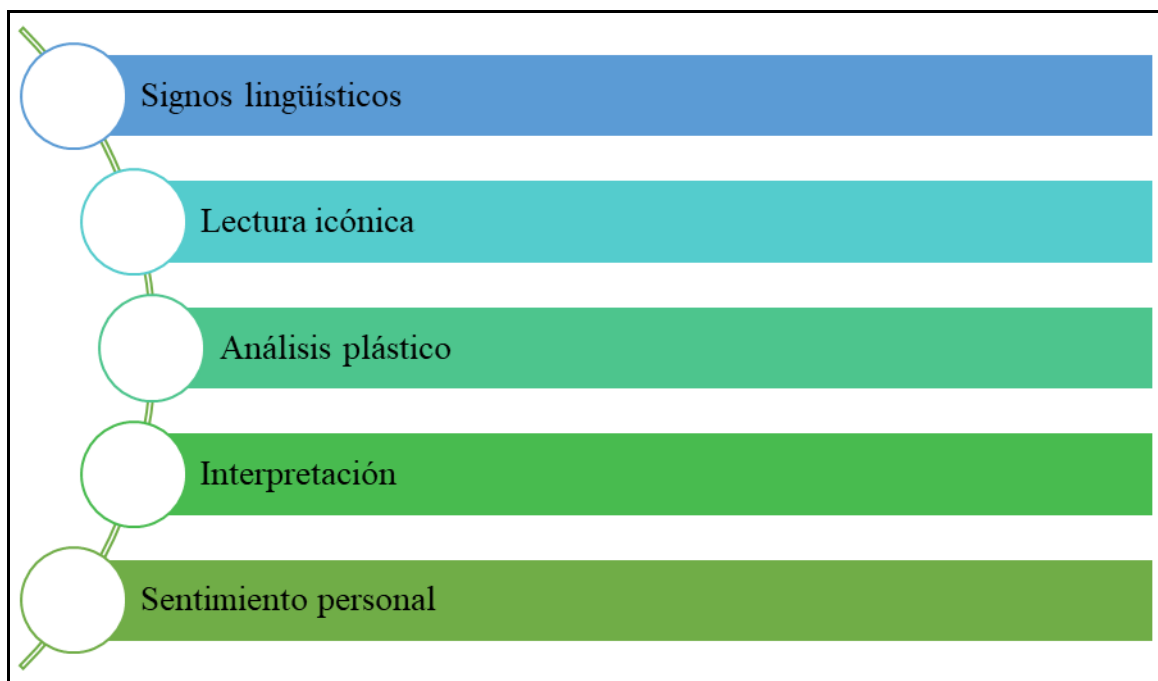 Signos lingüísticos
Lectura icónica
Análisis plástico
Interpretación
Sentimiento personal